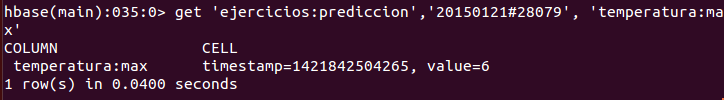 hbase(main):035:0> get 'ejercicios:prediccion','20150121#28079', 'temperatura:ma
x'
COLUMN                CELL
 temperatura:max      timestamp=1421842504265, value=6
1 row(s) in 0.0400 seconds